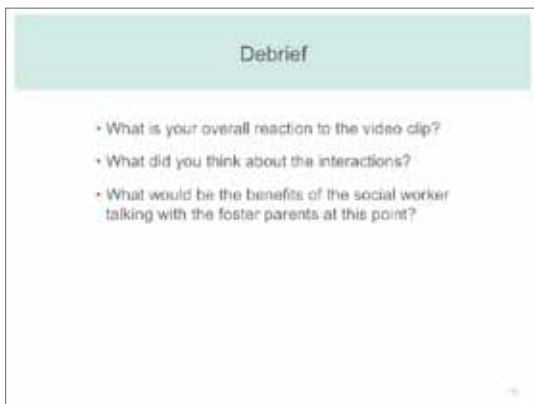 Debrief
• What is your overall reaction to the video clip?
• What did you think about the interactions?
• What would be the benefits of the social worker
talking with the foster parents at this point?